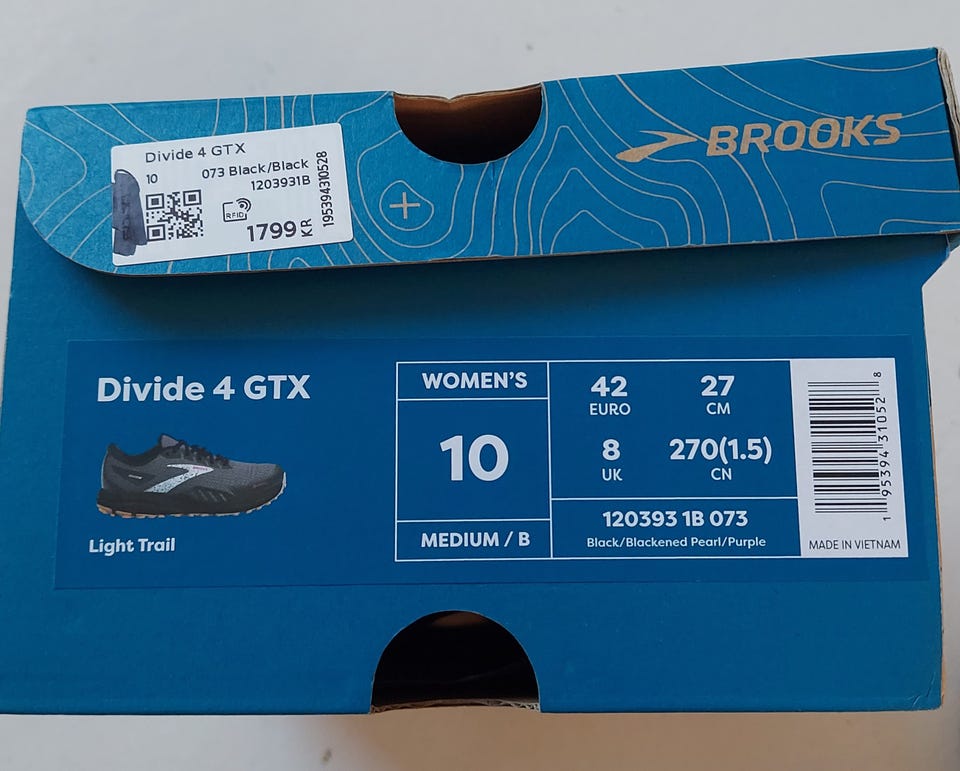 Divide 4 GTX
10 073 Black/Black
1203931B
RFID
1799 KR
195394310528
BROOKS
Divide 4 GTX
Light Trail
WOMEN'S
10
MEDIUM / B
42 27
EURO CM
8 270(1.5)
UK CN
120393 1B 073
Black/Blackened Pearl/Purple
1 95394 31052 8
MADE IN VIETNAM